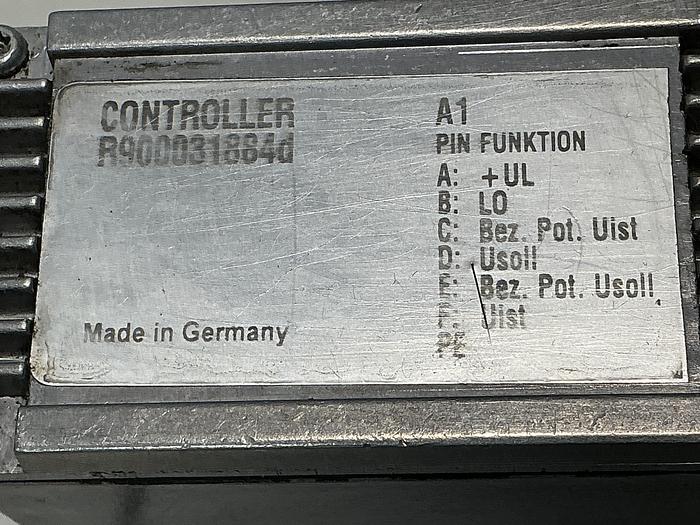 CONTROLLER
R900031884d
Made in Germany
A1
PIN FUNKTION
A: +UL
B: LO
C: Bez. Pot. Uist
D: Usoll
E: Bez. Pot. Usoll
F: Uist
PE